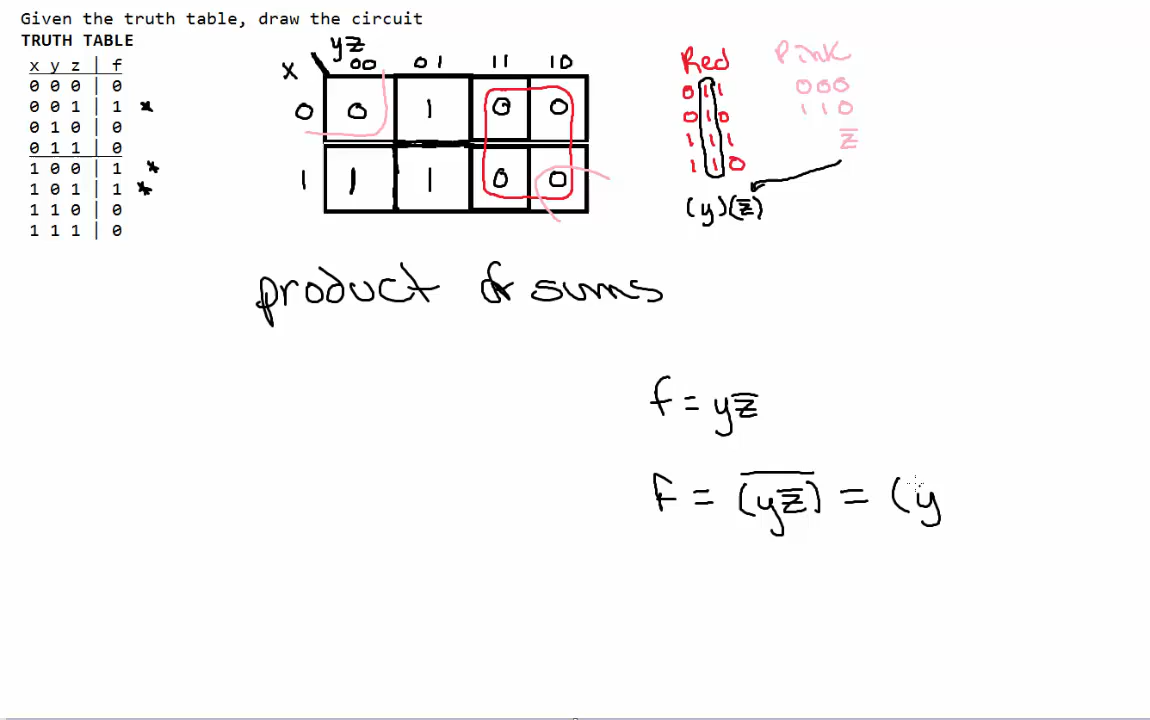 Given the truth table, draw the circuit
TRUTH TABLE
x y z | f
0 0 0 | 0
0 0 1 | 1 *
0 1 0 | 0
0 1 1 | 0
1 0 0 | 1 *
1 0 1 | 1 *
1 1 0 | 0
1 1 1 | 0
yz
x 00 01 11 10
0 0 1 0 0
1 1 1 0 0
Red
011
010
111
110
Pink
000
110
z̅
(y)(z̅)
product of sums
f = yz̅
F = \overline{(yz̅)} = (y